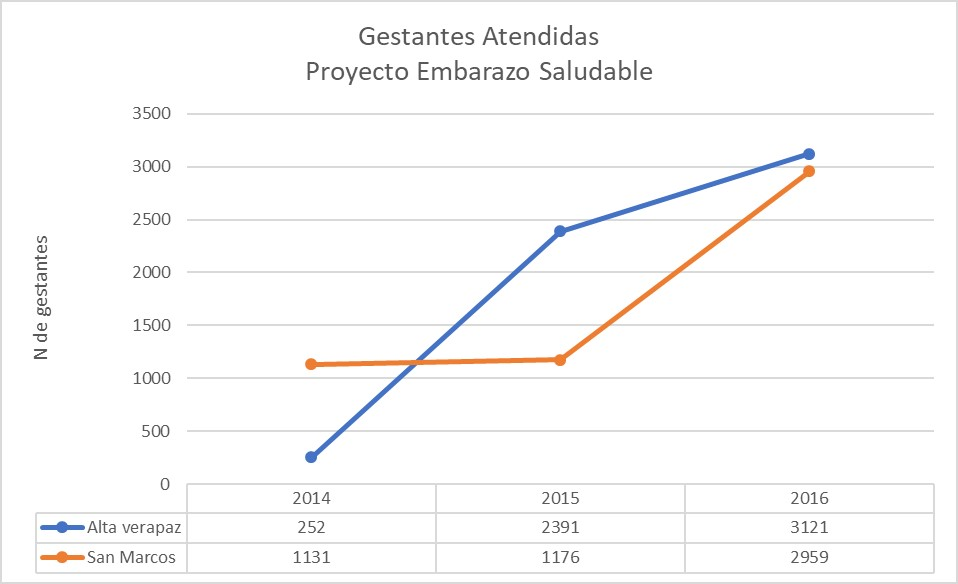 Gestantes Atendidas
Proyecto Embarazo Saludable
3500
3000
2500
2000
1500
1000
500
0
N de gestantes
2014 2015 2016
Alta verapaz 252 2391 3121
San Marcos 1131 1176 2959